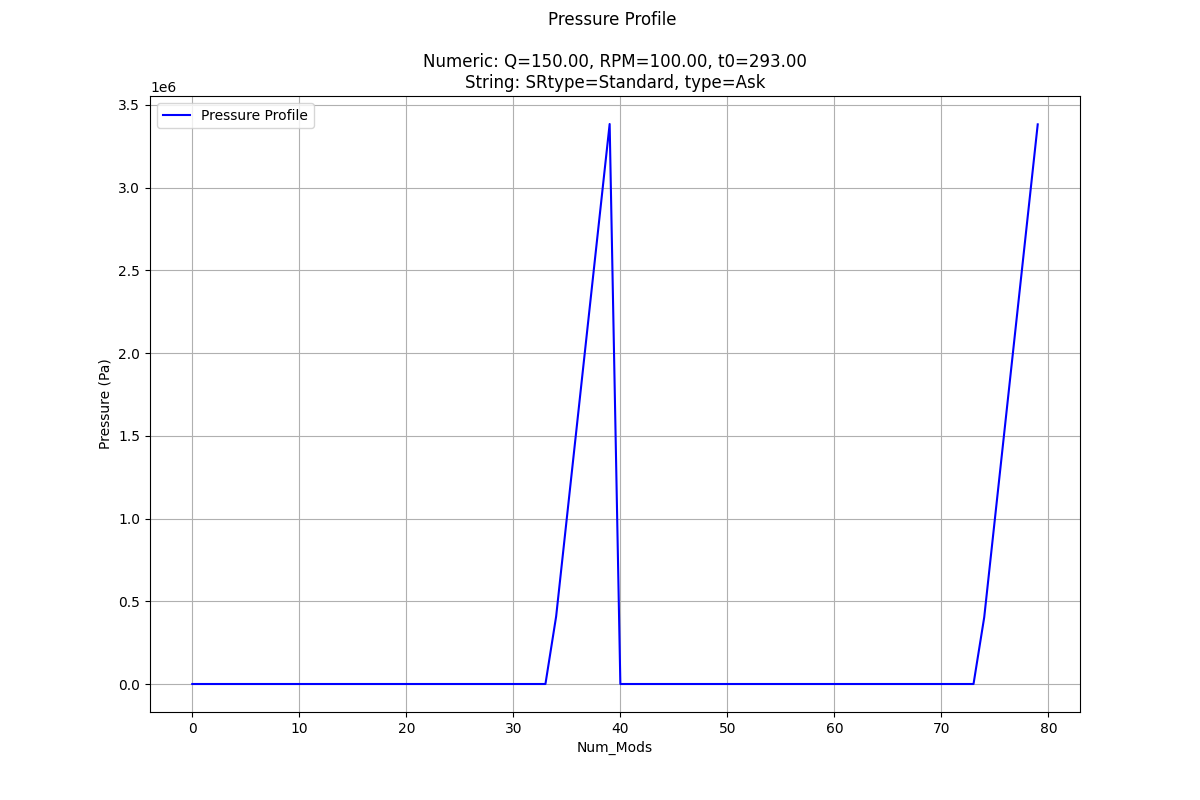 Pressure Profile
Numeric: Q=150.00, RPM=100.00, t0=293.00
String: SRtype=Standard, type=Ask
1e6
Pressure Profile
3.5
3.0
2.5
2.0
1.5
1.0
0.5
0.0
Pressure (Pa)
0 10 20 30 40 50 60 70 80
Num_Mods